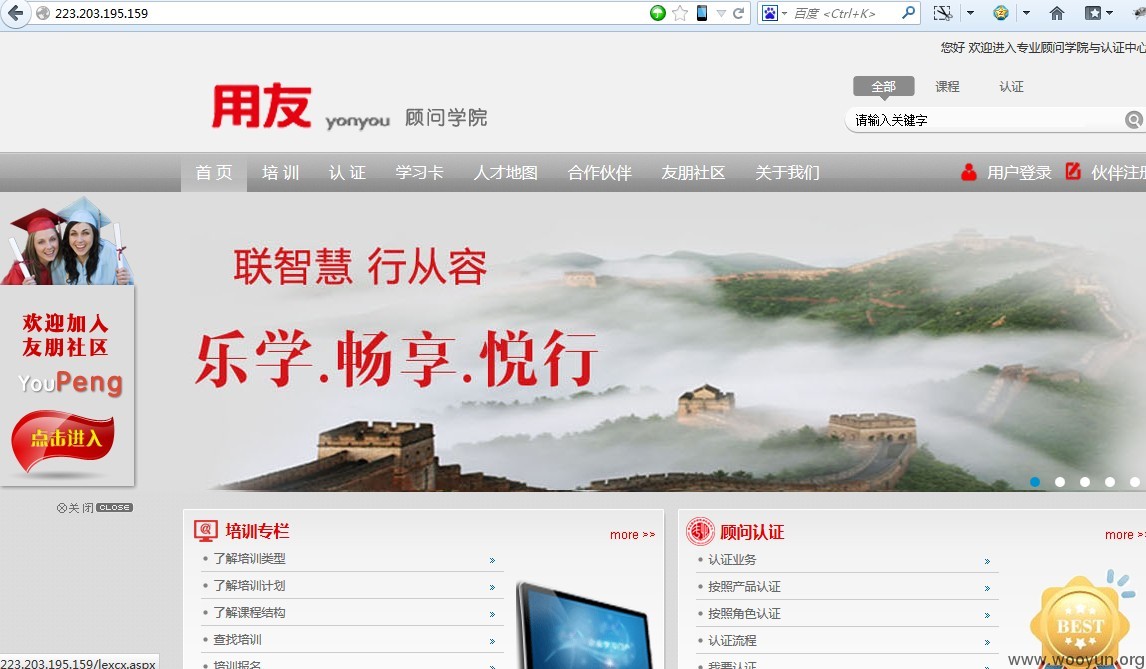 223.203.195.159
百度 <Ctrl+K>
您好 欢迎进入专业顾问学院与认证中心
全部 课程 认证
用友 yonyou 顾问学院
请输入关键字
首页 培训 认证 学习卡 人才地图 合作伙伴 友朋社区 关于我们 用户登录 伙伴注册
联智慧 行从容
乐学.畅享.悦行
欢迎加入
友朋社区
YouPeng
点击进入
关闭 CLOSE
培训专栏 more >>
了解培训类型 »
了解培训计划 »
了解课程结构 »
查找培训 »
培训报名
顾问认证 more >>
认证业务 »
按照产品认证 »
按照角色认证 »
认证流程 »
我要认证
BEST
223.203.195.159/lexcx.aspx
www.wooyun.org